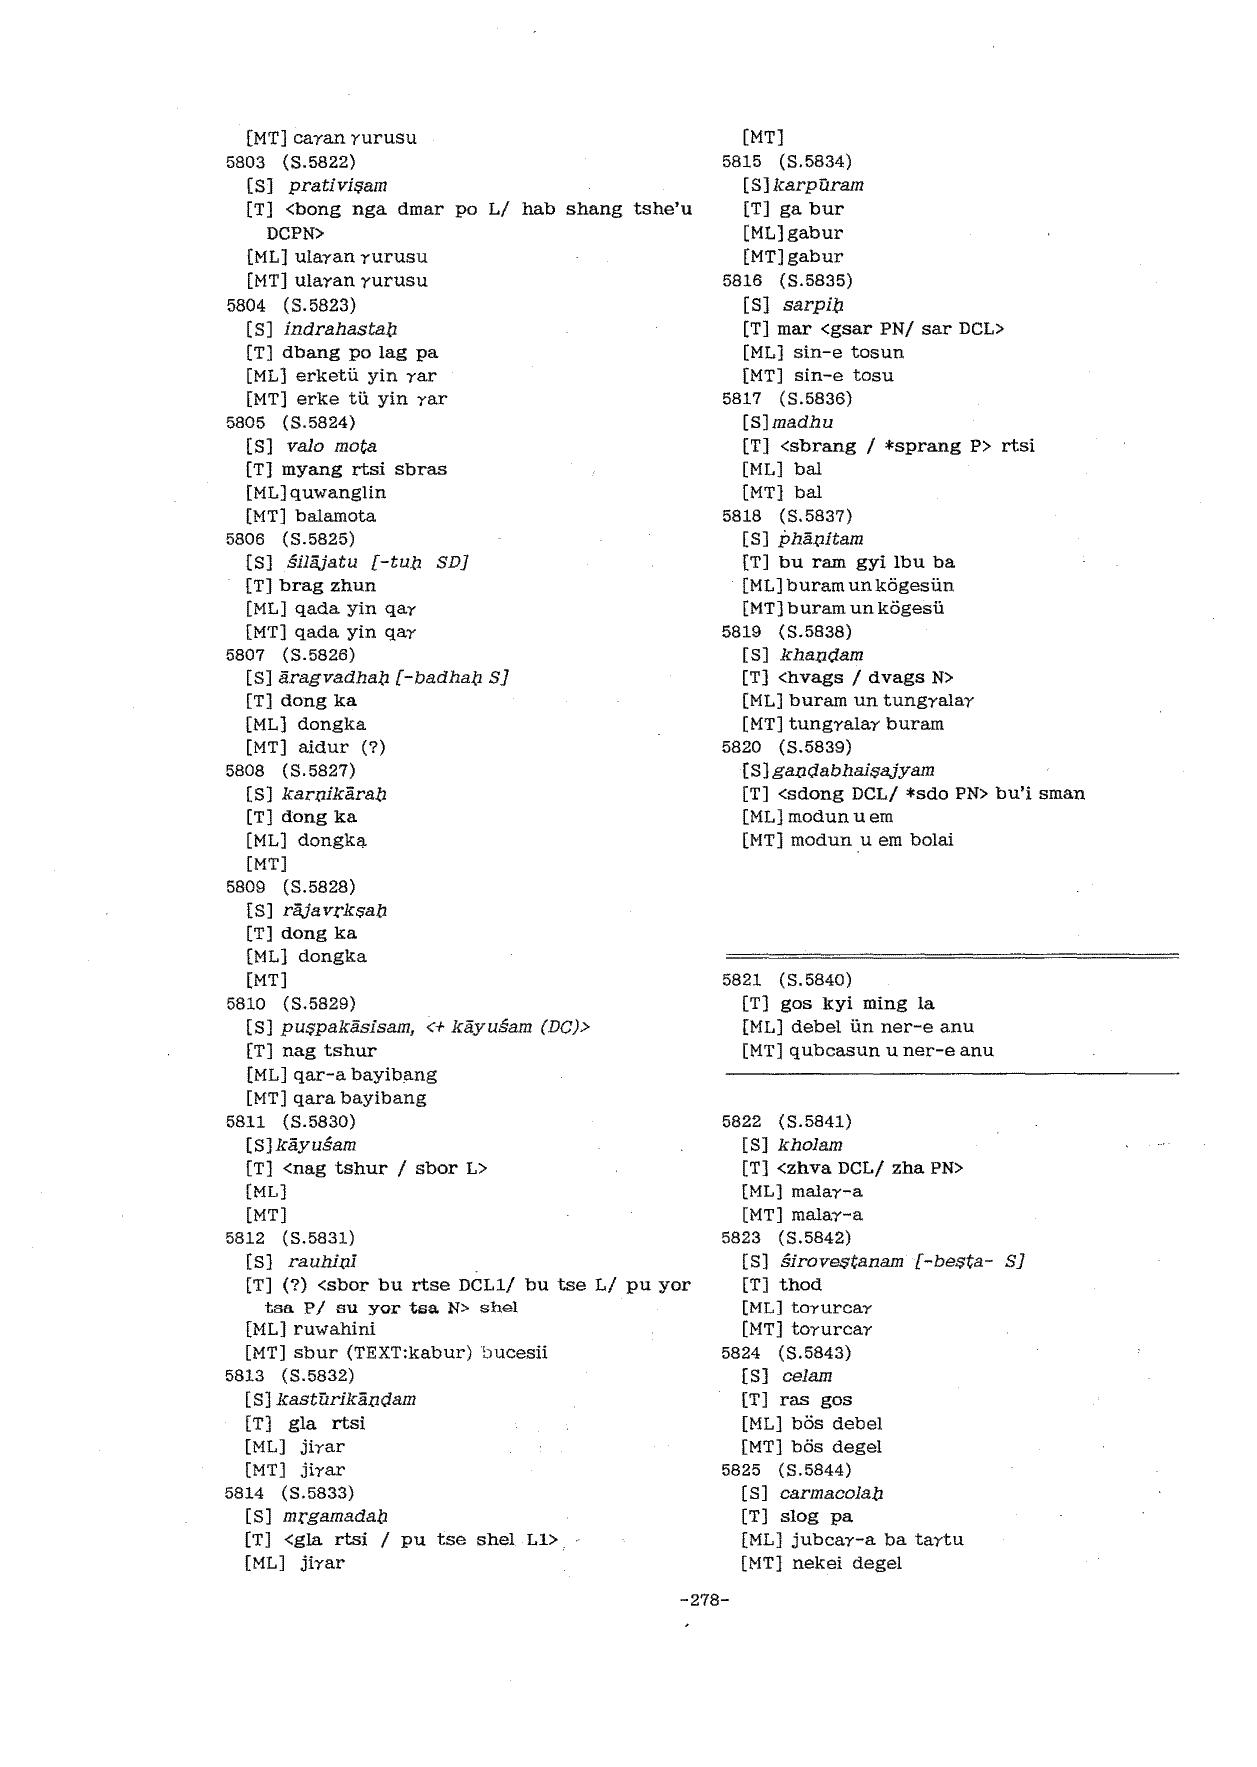 [MT] caγan γurusu
5803 (S.5822)
[S] prativiṣam
[T] <bong nga dmar po L/ hab shang tshe'u
DCPN>
[ML] ulaγan γurusu
[MT] ulaγan γurusu
5804 (S.5823)
[S] indrahastaḥ
[T] dbang po lag pa
[ML] erketü yin γar
[MT] erke tü yin γar
5805 (S.5824)
[S] valo moṭa
[T] myang rtsi sbras
[ML] quwanglin
[MT] balamota
5806 (S.5825)
[S] śilājatu [-tuḥ SD]
[T] brag zhun
[ML] qada yin qaγ
[MT] qada yin qaγ
5807 (S.5826)
[S] āragvadhaḥ [-badhaḥ S]
[T] dong ka
[ML] dongka
[MT] aidur (?)
5808 (S.5827)
[S] karṇikāraḥ
[T] dong ka
[ML] dongka
[MT]
5809 (S.5828)
[S] rājavṛkṣaḥ
[T] dong ka
[ML] dongka
[MT]
5810 (S.5829)
[S] puṣpakāsisam, <+ kāyuśam (DC)>
[T] nag tshur
[ML] qar-a bayibang
[MT] qara bayibang
5811 (S.5830)
[S] kāyuśam
[T] <nag tshur / sbor L>
[ML]
[MT]
5812 (S.5831)
[S] rauhiṇī
[T] (?) <sbor bu rtse DCL1/ bu tse L/ pu yor
tsa P/ su yor tsa N> shel
[ML] ruwahini
[MT] sbur (TEXT:kabur) bucesii
5813 (S.5832)
[S] kastūrikāṇḍam
[T] gla rtsi
[ML] jiγar
[MT] jiγar
5814 (S.5833)
[S] mṛgamadaḥ
[T] <gla rtsi / pu tse shel L1>
[ML] jiγar
[MT]
5815 (S.5834)
[S] karpūram
[T] ga bur
[ML] gabur
[MT] gabur
5816 (S.5835)
[S] sarpiḥ
[T] mar <gsar PN/ sar DCL>
[ML] sin-e tosun
[MT] sin-e tosu
5817 (S.5836)
[S] madhu
[T] <sbrang / *sprang P> rtsi
[ML] bal
[MT] bal
5818 (S.5837)
[S] phāṇitam
[T] bu ram gyi lbu ba
[ML] buram un kögesün
[MT] buram un kögesü
5819 (S.5838)
[S] khaṇḍam
[T] <hvags / dvags N>
[ML] buram un tungγalaγ
[MT] tungγalaγ buram
5820 (S.5839)
[S] gaṇḍabhaiṣajyam
[T] <sdong DCL/ *sdo PN> bu'i sman
[ML] modun u em
[MT] modun u em bolai
5821 (S.5840)
[T] gos kyi ming la
[ML] debel ün ner-e anu
[MT] qubcasun u ner-e anu
5822 (S.5841)
[S] kholam
[T] <zhva DCL/ zha PN>
[ML] malaγ-a
[MT] malaγ-a
5823 (S.5842)
[S] śiroveṣṭanam [-beṣṭa- S]
[T] thod
[ML] toγurcaγ
[MT] toγurcaγ
5824 (S.5843)
[S] celam
[T] ras gos
[ML] bös debel
[MT] bös degel
5825 (S.5844)
[S] carmacolaḥ
[T] slog pa
[ML] jubcaγ-a ba taγtu
[MT] nekei degel
-278-